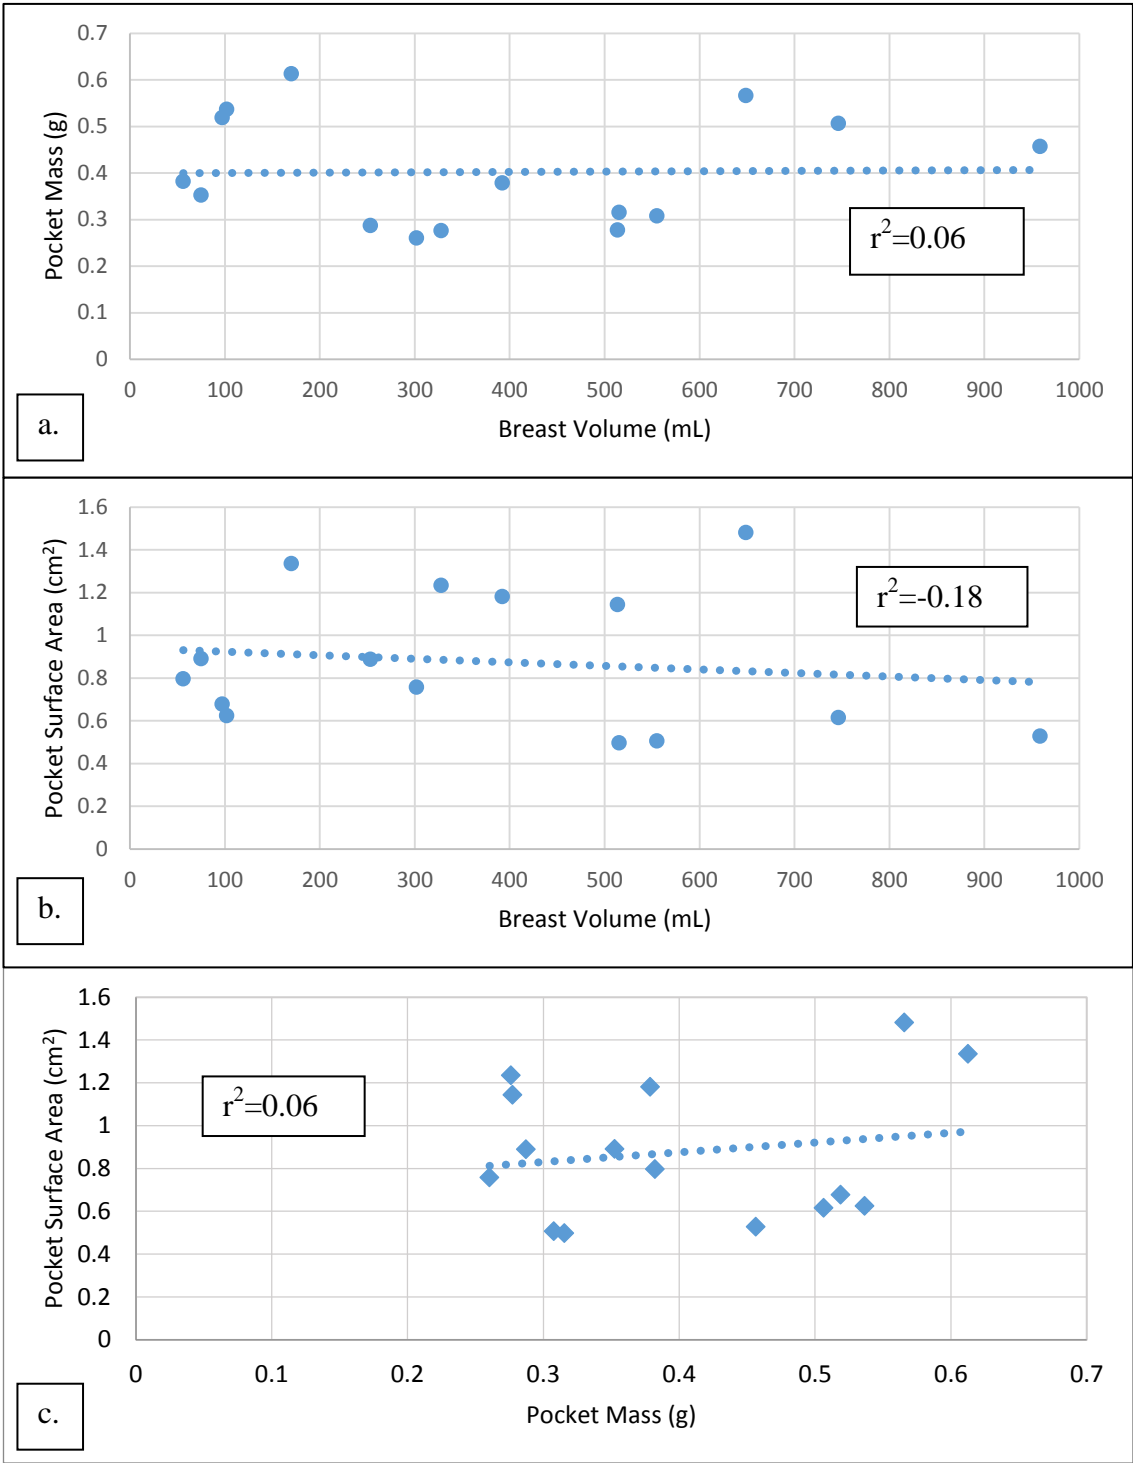 0.7
0.6
0.5
0.4
0.3
0.2
0.1
0
Pocket Mass (g)
r²=0.06
0 100 200 300 400 500 600 700 800 900 1000
Breast Volume (mL)
a.
1.6
1.4
1.2
1
0.8
0.6
0.4
0.2
0
Pocket Surface Area (cm²)
r²=-0.18
0 100 200 300 400 500 600 700 800 900 1000
Breast Volume (mL)
b.
1.6
1.4
1.2
1
0.8
0.6
0.4
0.2
0
Pocket Surface Area (cm²)
r²=0.06
0 0.1 0.2 0.3 0.4 0.5 0.6 0.7
Pocket Mass (g)
c.